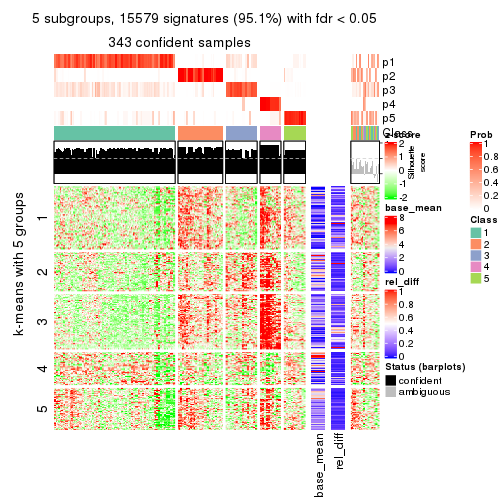 5 subgroups, 15579 signatures (95.1%) with fdr < 0.05
343 confident samples
p1
p2
p3
p4
p5
Class
k-means with 5 groups
1
2
3
4
5
base_mean
rel_diff
z-score
2
1
0
-1
-2
Silhouette
score
base_mean
8
6
4
2
0
rel_diff
1
0.8
0.6
0.4
0.2
0
Status (barplots)
confident
ambiguous
Prob
1
0.8
0.6
0.4
0.2
0
Class
1
2
3
4
5